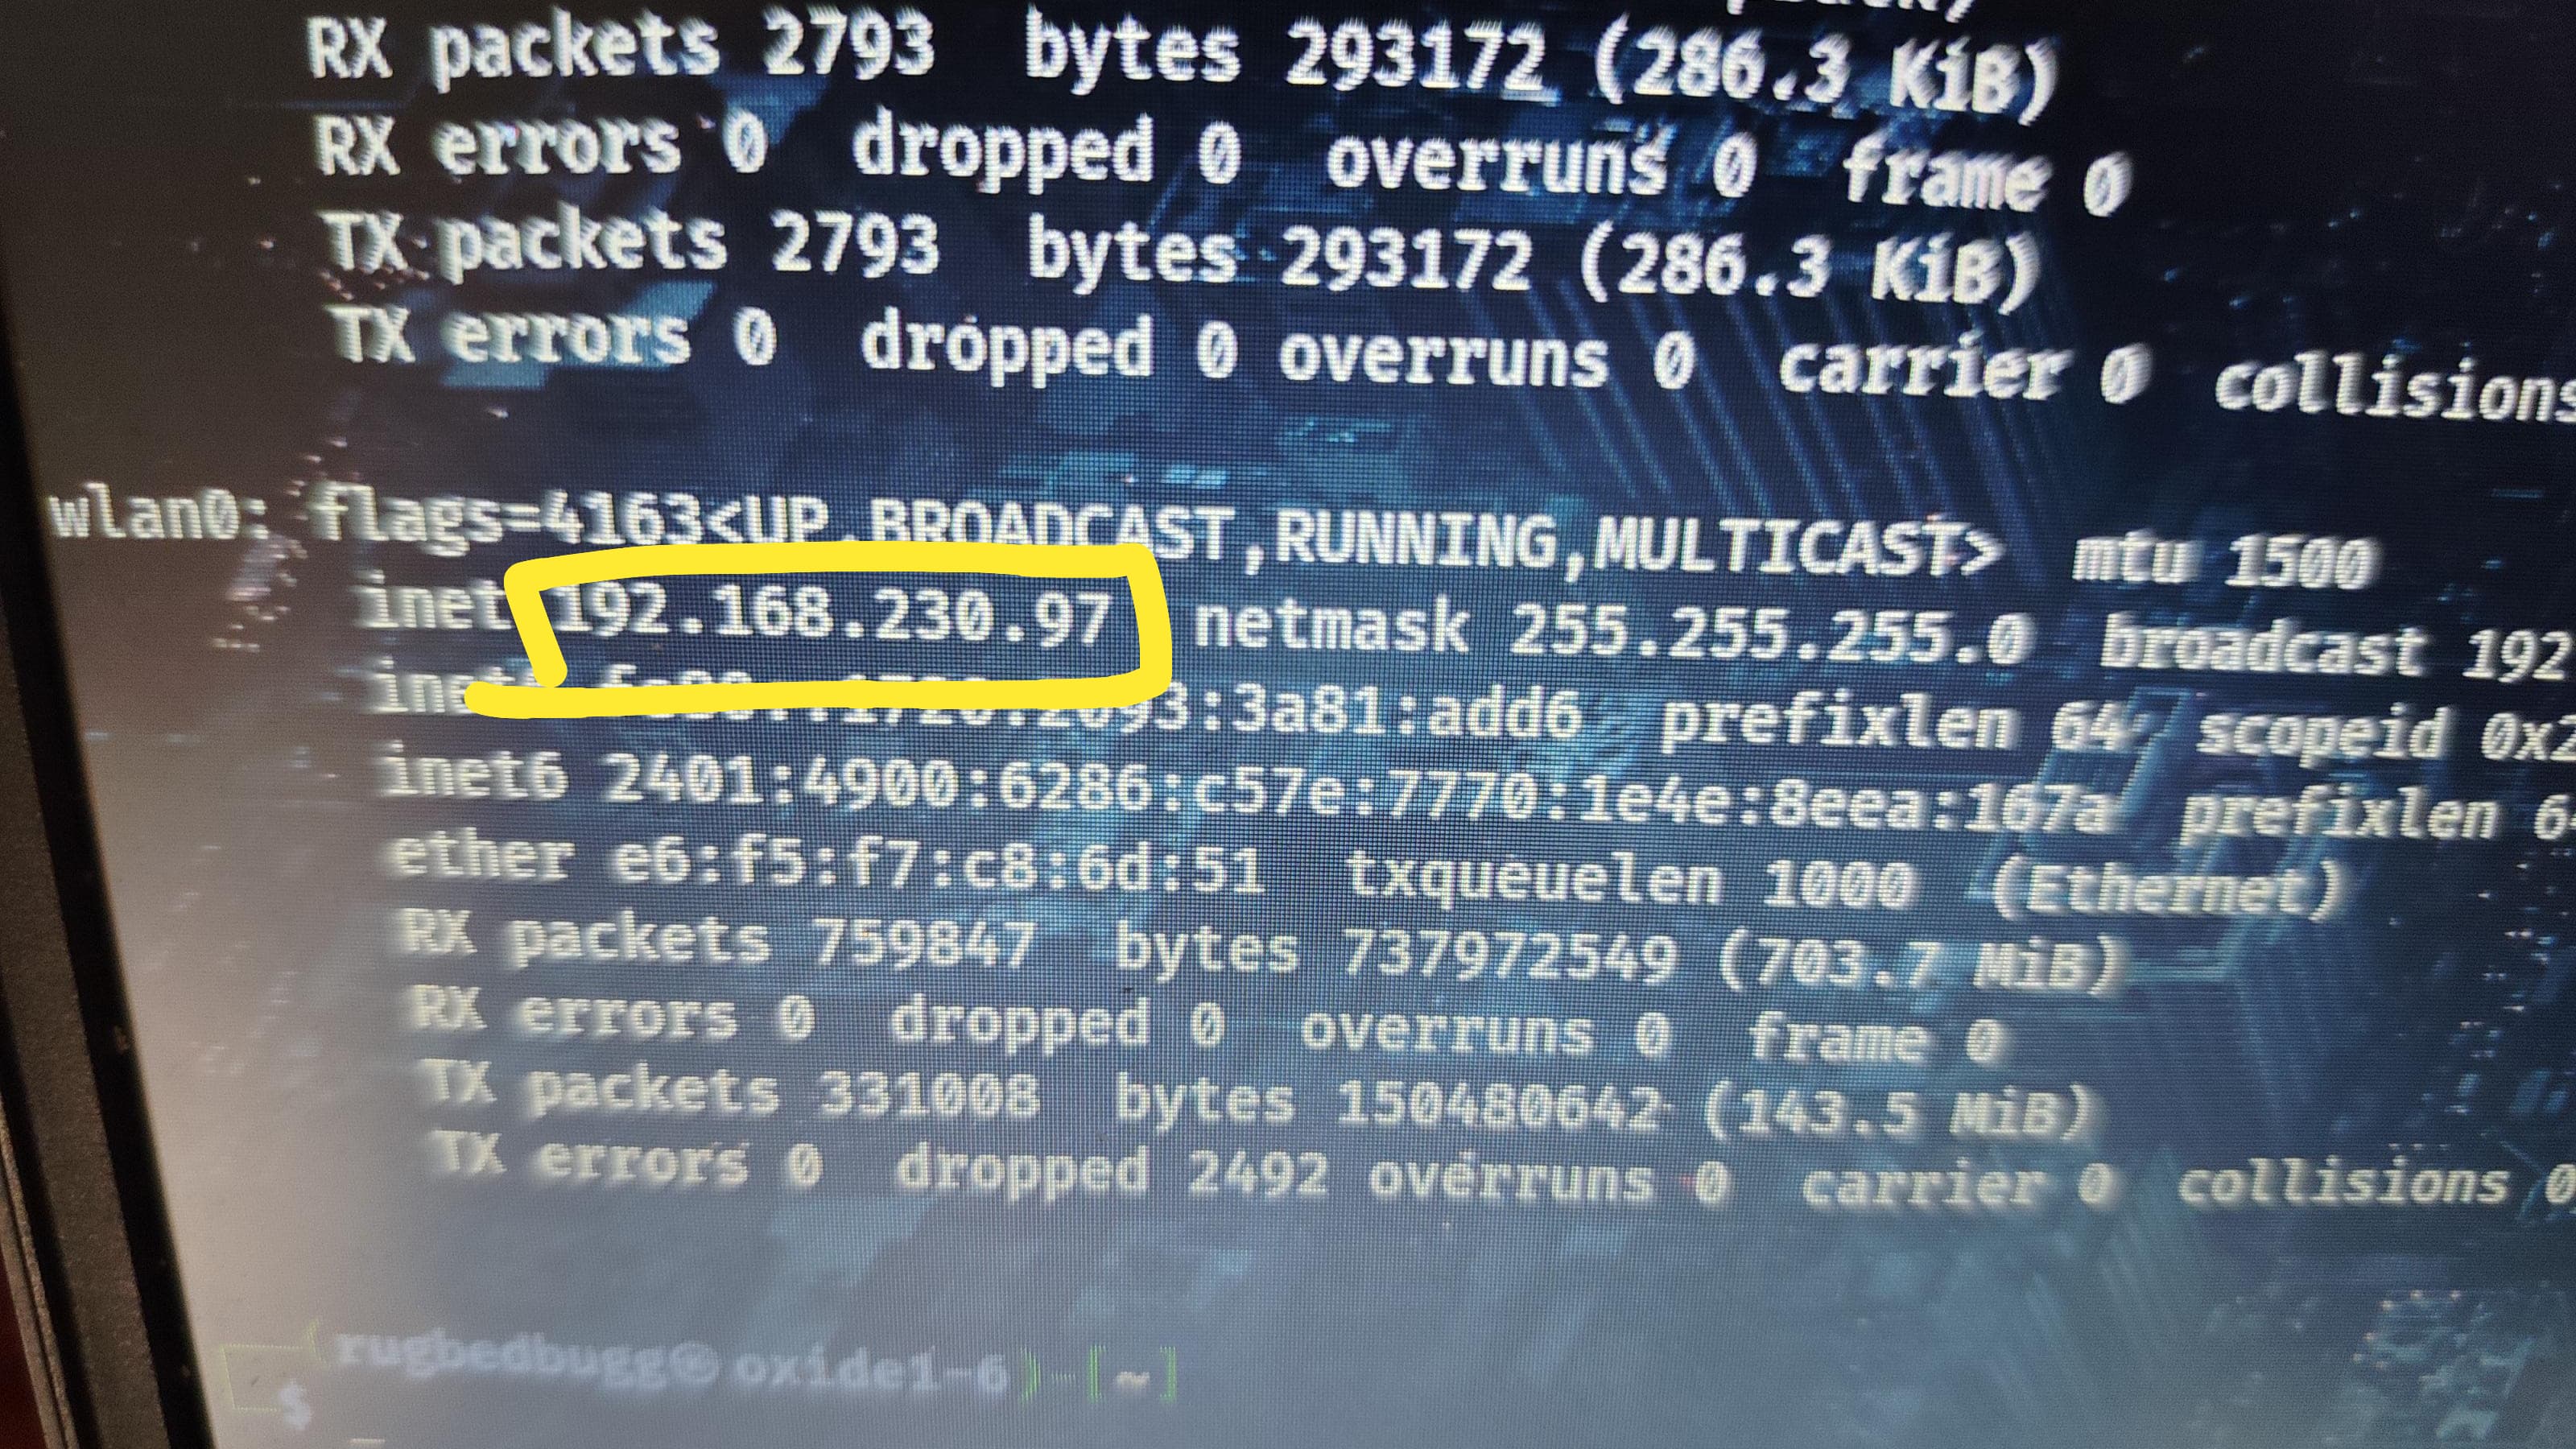 RX packets 2793  bytes 293172 (286.3 KiB)
RX errors 0  dropped 0  overruns 0  frame 0
TX packets 2793  bytes 293172 (286.3 KiB)
TX errors 0  dropped 0 overruns 0  carrier 0  collisions
wlan0: flags=4163<UP,BROADCAST,RUNNING,MULTICAST>  mtu 1500
inet 192.168.230.97  netmask 255.255.255.0  broadcast 192
:3a81:add6  prefixlen 64  scopeid 0x2
inet6 2401:4900:6286:c57e:7770:1e4e:8eea:167a  prefixlen 6
ether e6:f5:f7:c8:6d:51  txqueuelen 1000  (Ethernet)
RX packets 759847  bytes 737972549 (703.7 MiB)
RX errors 0  dropped 0  overruns 0  frame 0
TX packets 331008  bytes 150480642 (143.5 MiB)
TX errors 0  dropped 2492 overruns 0  carrier 0  collisions 0
(rugbedbugg㉿oxide1-6)-[~]
$